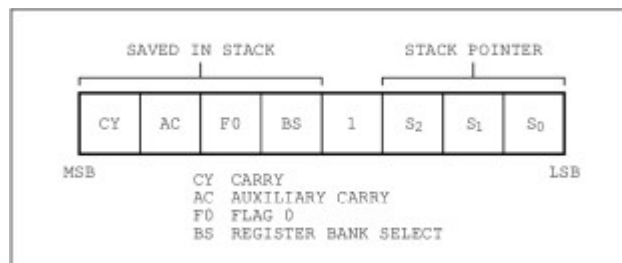 SAVED IN STACK STACK POINTER
CY AC F0 BS 1 S2 S1 S0
MSB LSB
CY CARRY
AC AUXILIARY CARRY
F0 FLAG 0
BS REGISTER BANK SELECT